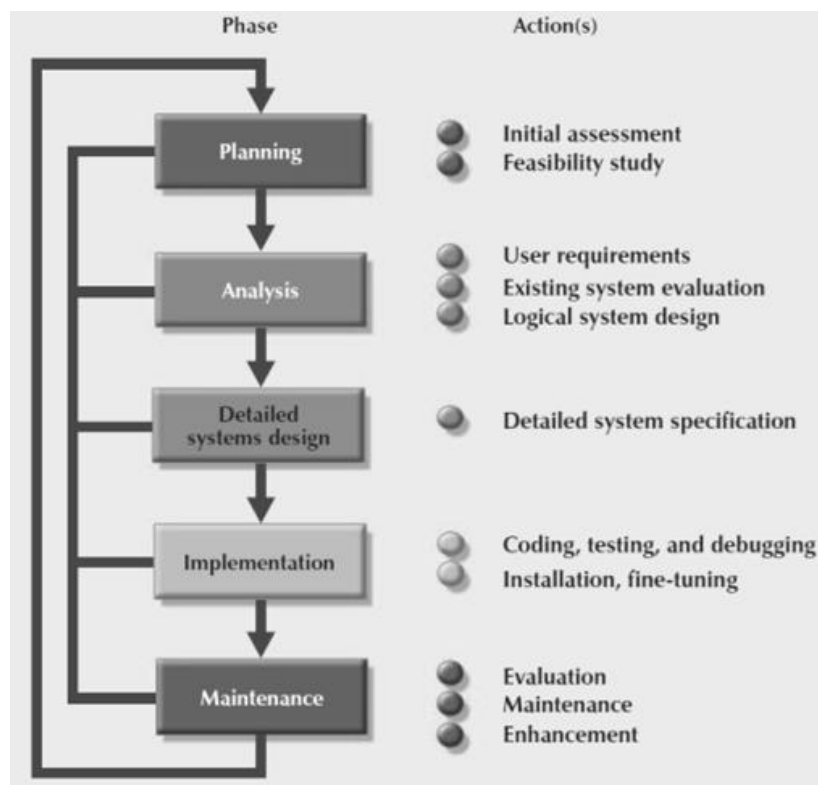 Phase Action(s)
Planning
Initial assessment
Feasibility study
Analysis
User requirements
Existing system evaluation
Logical system design
Detailed
systems design
Detailed system specification
Implementation
Coding, testing, and debugging
Installation, fine-tuning
Maintenance
Evaluation
Maintenance
Enhancement